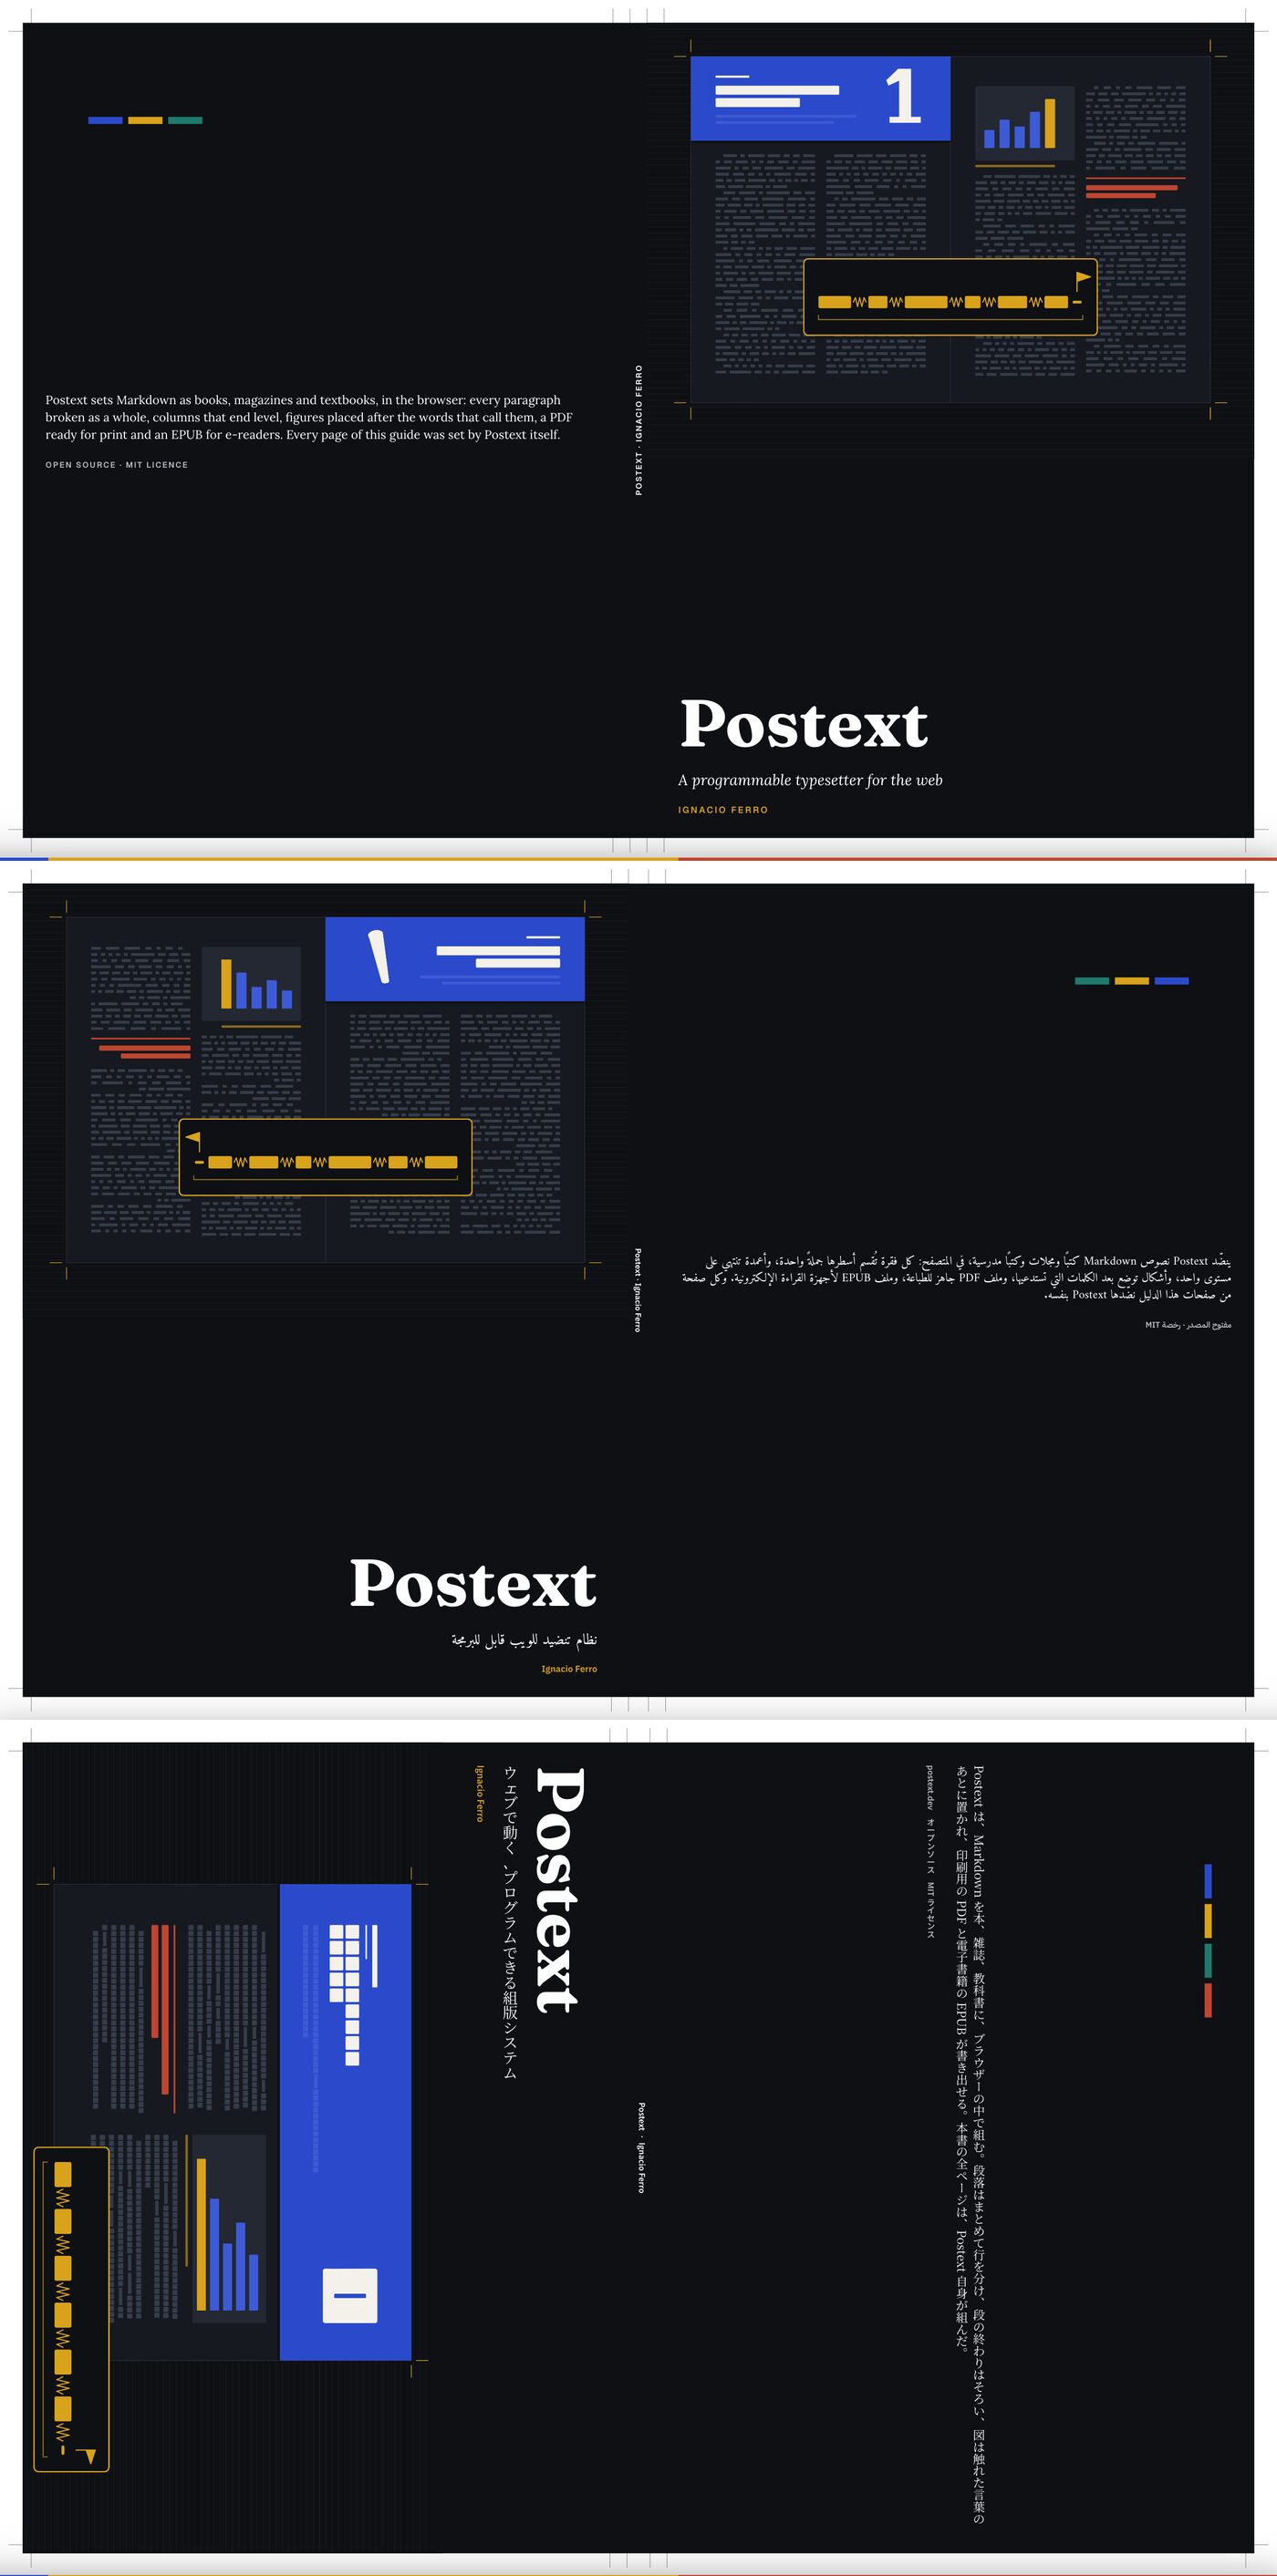 Postext sets Markdown as books, magazines and textbooks, in the browser: every paragraph
broken as a whole, columns that end level, figures placed after the words that call them, a PDF
ready for print and an EPUB for e-readers. Every page of this guide was set by Postext itself.
OPEN SOURCE · MIT LICENCE
POSTEXT · IGNACIO FERRO
1
Postext
A programmable typesetter for the web
IGNACIO FERRO
ينضّد Postext نصوص Markdown كتبًا ومجلات وكتبًا مدرسية، في المتصفح: كل فقرة تُقسم أسطرها جملةً واحدة، وأعمدة تنتهي على
مستوى واحد، وأشكال توضع بعد الكلمات التي تستدعيها، وملف PDF جاهز للطباعة، وملف EPUB لأجهزة القراءة الإلكترونية. وكل صفحة
من صفحات هذا الدليل نضّدها Postext بنفسه.
مفتوح المصدر · رخصة MIT
Postext · Ignacio Ferro
١
Postext
نظام تنضيد للويب قابل للبرمجة
Ignacio Ferro
Postext
ウェブで動く、プログラムできる組版システム
Ignacio Ferro
一
Postext · Ignacio Ferro
Postext は、Markdown を本、雑誌、教科書に、ブラウザーの中で組む。段落はまとめて行を分け、段の終わりはそろい、図は触れた言葉の
あとに置かれ、印刷用の PDF と電子書籍の EPUB が書き出せる。本書の全ページは、Postext 自身が組んだ。
postext.dev オープンソース MIT ライセンス